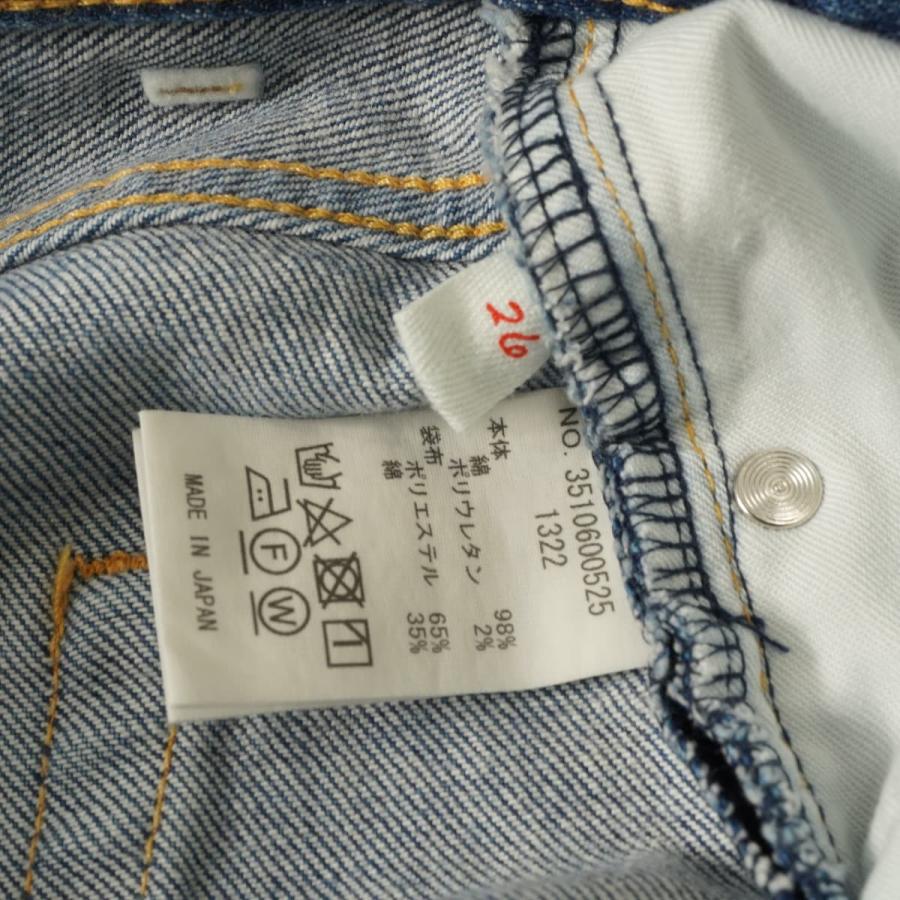 26
NO. 3510600525
1322
本体
綿 98%
ポリウレタン 2%
袋布
ポリエステル 65%
綿 35%
F
W
MADE IN JAPAN